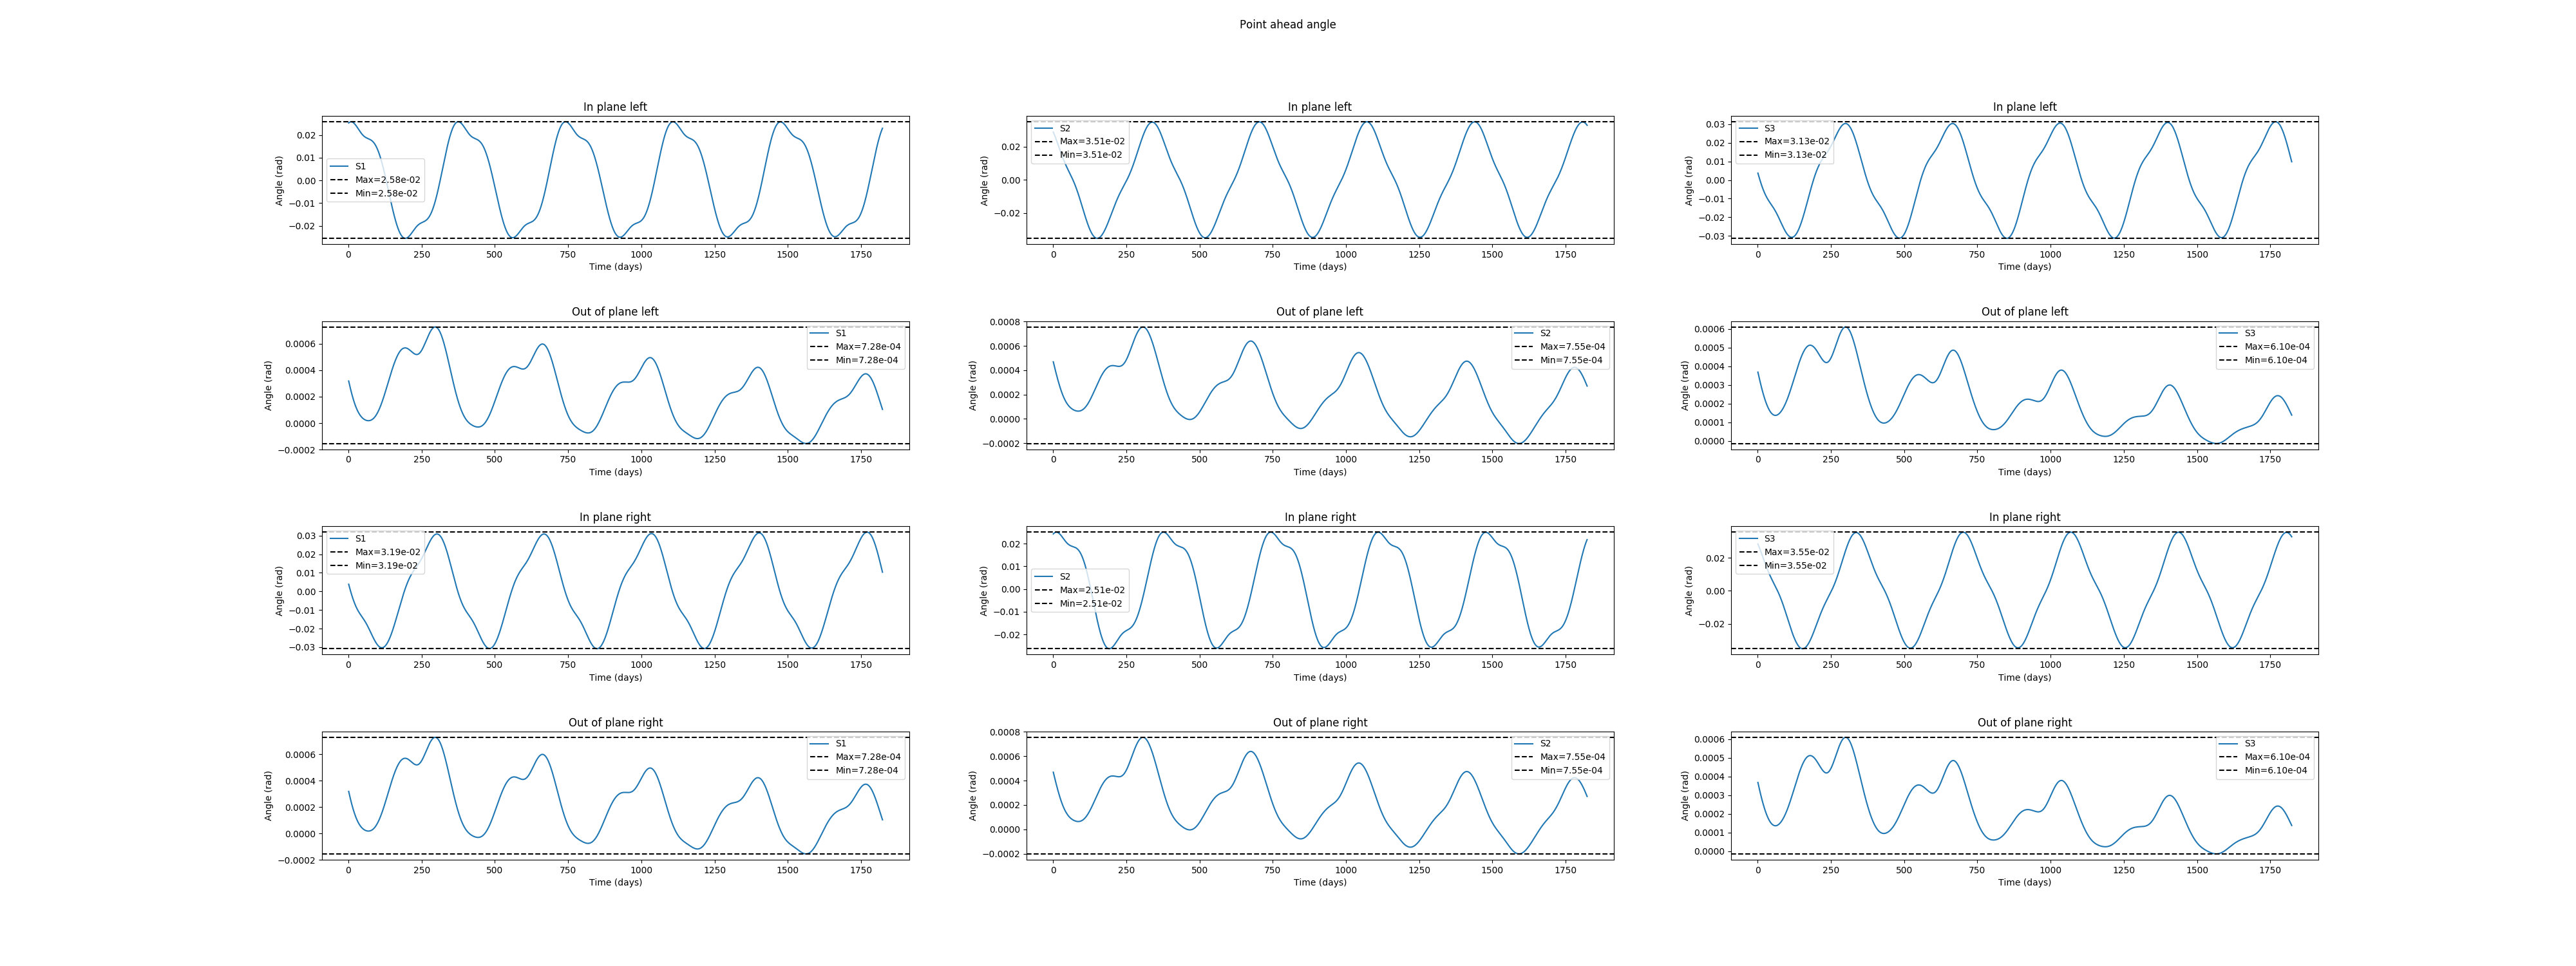 Point ahead angle
In plane left
Angle (rad)
0.02
0.01
0.00
−0.01
−0.02
S1
Max=2.58e-02
Min=2.58e-02
0 250 500 750 1000 1250 1500 1750
Time (days)
In plane left
Angle (rad)
0.02
0.00
−0.02
S2
Max=3.51e-02
Min=3.51e-02
0 250 500 750 1000 1250 1500 1750
Time (days)
In plane left
Angle (rad)
0.03
0.02
0.01
0.00
−0.01
−0.02
−0.03
S3
Max=3.13e-02
Min=3.13e-02
0 250 500 750 1000 1250 1500 1750
Time (days)
Out of plane left
Angle (rad)
0.0006
0.0004
0.0002
0.0000
−0.0002
S1
Max=7.28e-04
Min=7.28e-04
0 250 500 750 1000 1250 1500 1750
Time (days)
Out of plane left
Angle (rad)
0.0008
0.0006
0.0004
0.0002
0.0000
−0.0002
S2
Max=7.55e-04
Min=7.55e-04
0 250 500 750 1000 1250 1500 1750
Time (days)
Out of plane left
Angle (rad)
0.0006
0.0005
0.0004
0.0003
0.0002
0.0001
0.0000
S3
Max=6.10e-04
Min=6.10e-04
0 250 500 750 1000 1250 1500 1750
Time (days)
In plane right
Angle (rad)
0.03
0.02
0.01
0.00
−0.01
−0.02
−0.03
S1
Max=3.19e-02
Min=3.19e-02
0 250 500 750 1000 1250 1500 1750
Time (days)
In plane right
Angle (rad)
0.02
0.01
0.00
−0.01
−0.02
S2
Max=2.51e-02
Min=2.51e-02
0 250 500 750 1000 1250 1500 1750
Time (days)
In plane right
Angle (rad)
0.02
0.00
−0.02
S3
Max=3.55e-02
Min=3.55e-02
0 250 500 750 1000 1250 1500 1750
Time (days)
Out of plane right
Angle (rad)
0.0006
0.0004
0.0002
0.0000
−0.0002
S1
Max=7.28e-04
Min=7.28e-04
0 250 500 750 1000 1250 1500 1750
Time (days)
Out of plane right
Angle (rad)
0.0008
0.0006
0.0004
0.0002
0.0000
−0.0002
S2
Max=7.55e-04
Min=7.55e-04
0 250 500 750 1000 1250 1500 1750
Time (days)
Out of plane right
Angle (rad)
0.0006
0.0005
0.0004
0.0003
0.0002
0.0001
0.0000
S3
Max=6.10e-04
Min=6.10e-04
0 250 500 750 1000 1250 1500 1750
Time (days)